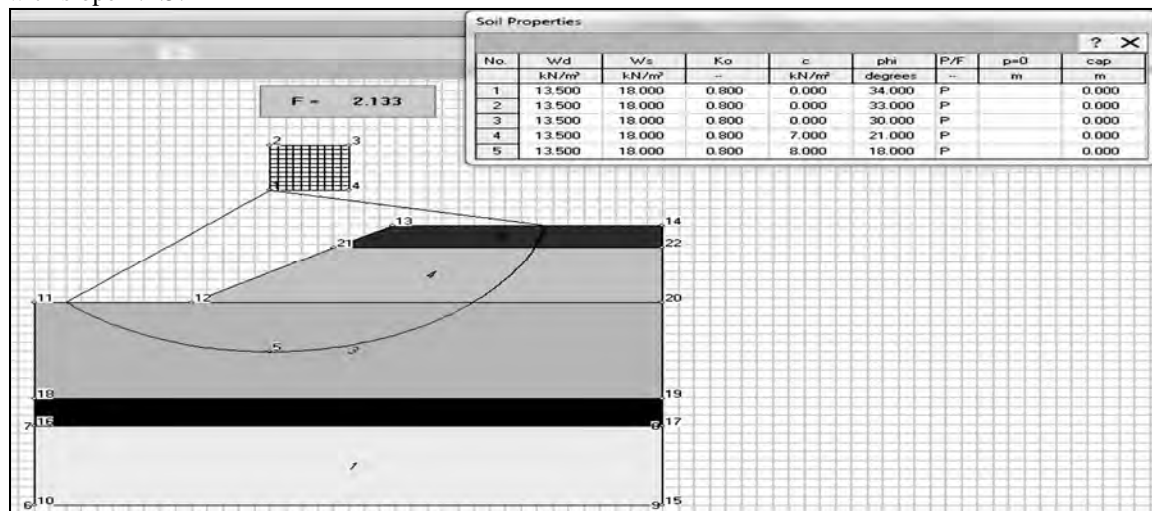 Soil Properties
? X
No. Wd Ws Ko c phi P/F p=0 cap
kN/m³ kN/m³ -- kN/m² degrees -- m m
1 13.500 18.000 0.800 0.000 34.000 P 0.000
2 13.500 18.000 0.800 0.000 33.000 P 0.000
3 13.500 18.000 0.800 0.000 30.000 P 0.000
4 13.500 18.000 0.800 7.000 21.000 P 0.000
5 13.500 18.000 0.800 8.000 18.000 P 0.000
F = 2.133
2 3
1 4
13 14
21 22
4
11 12 20
5
18 19
7 16 8 17
1
6 10 9 15